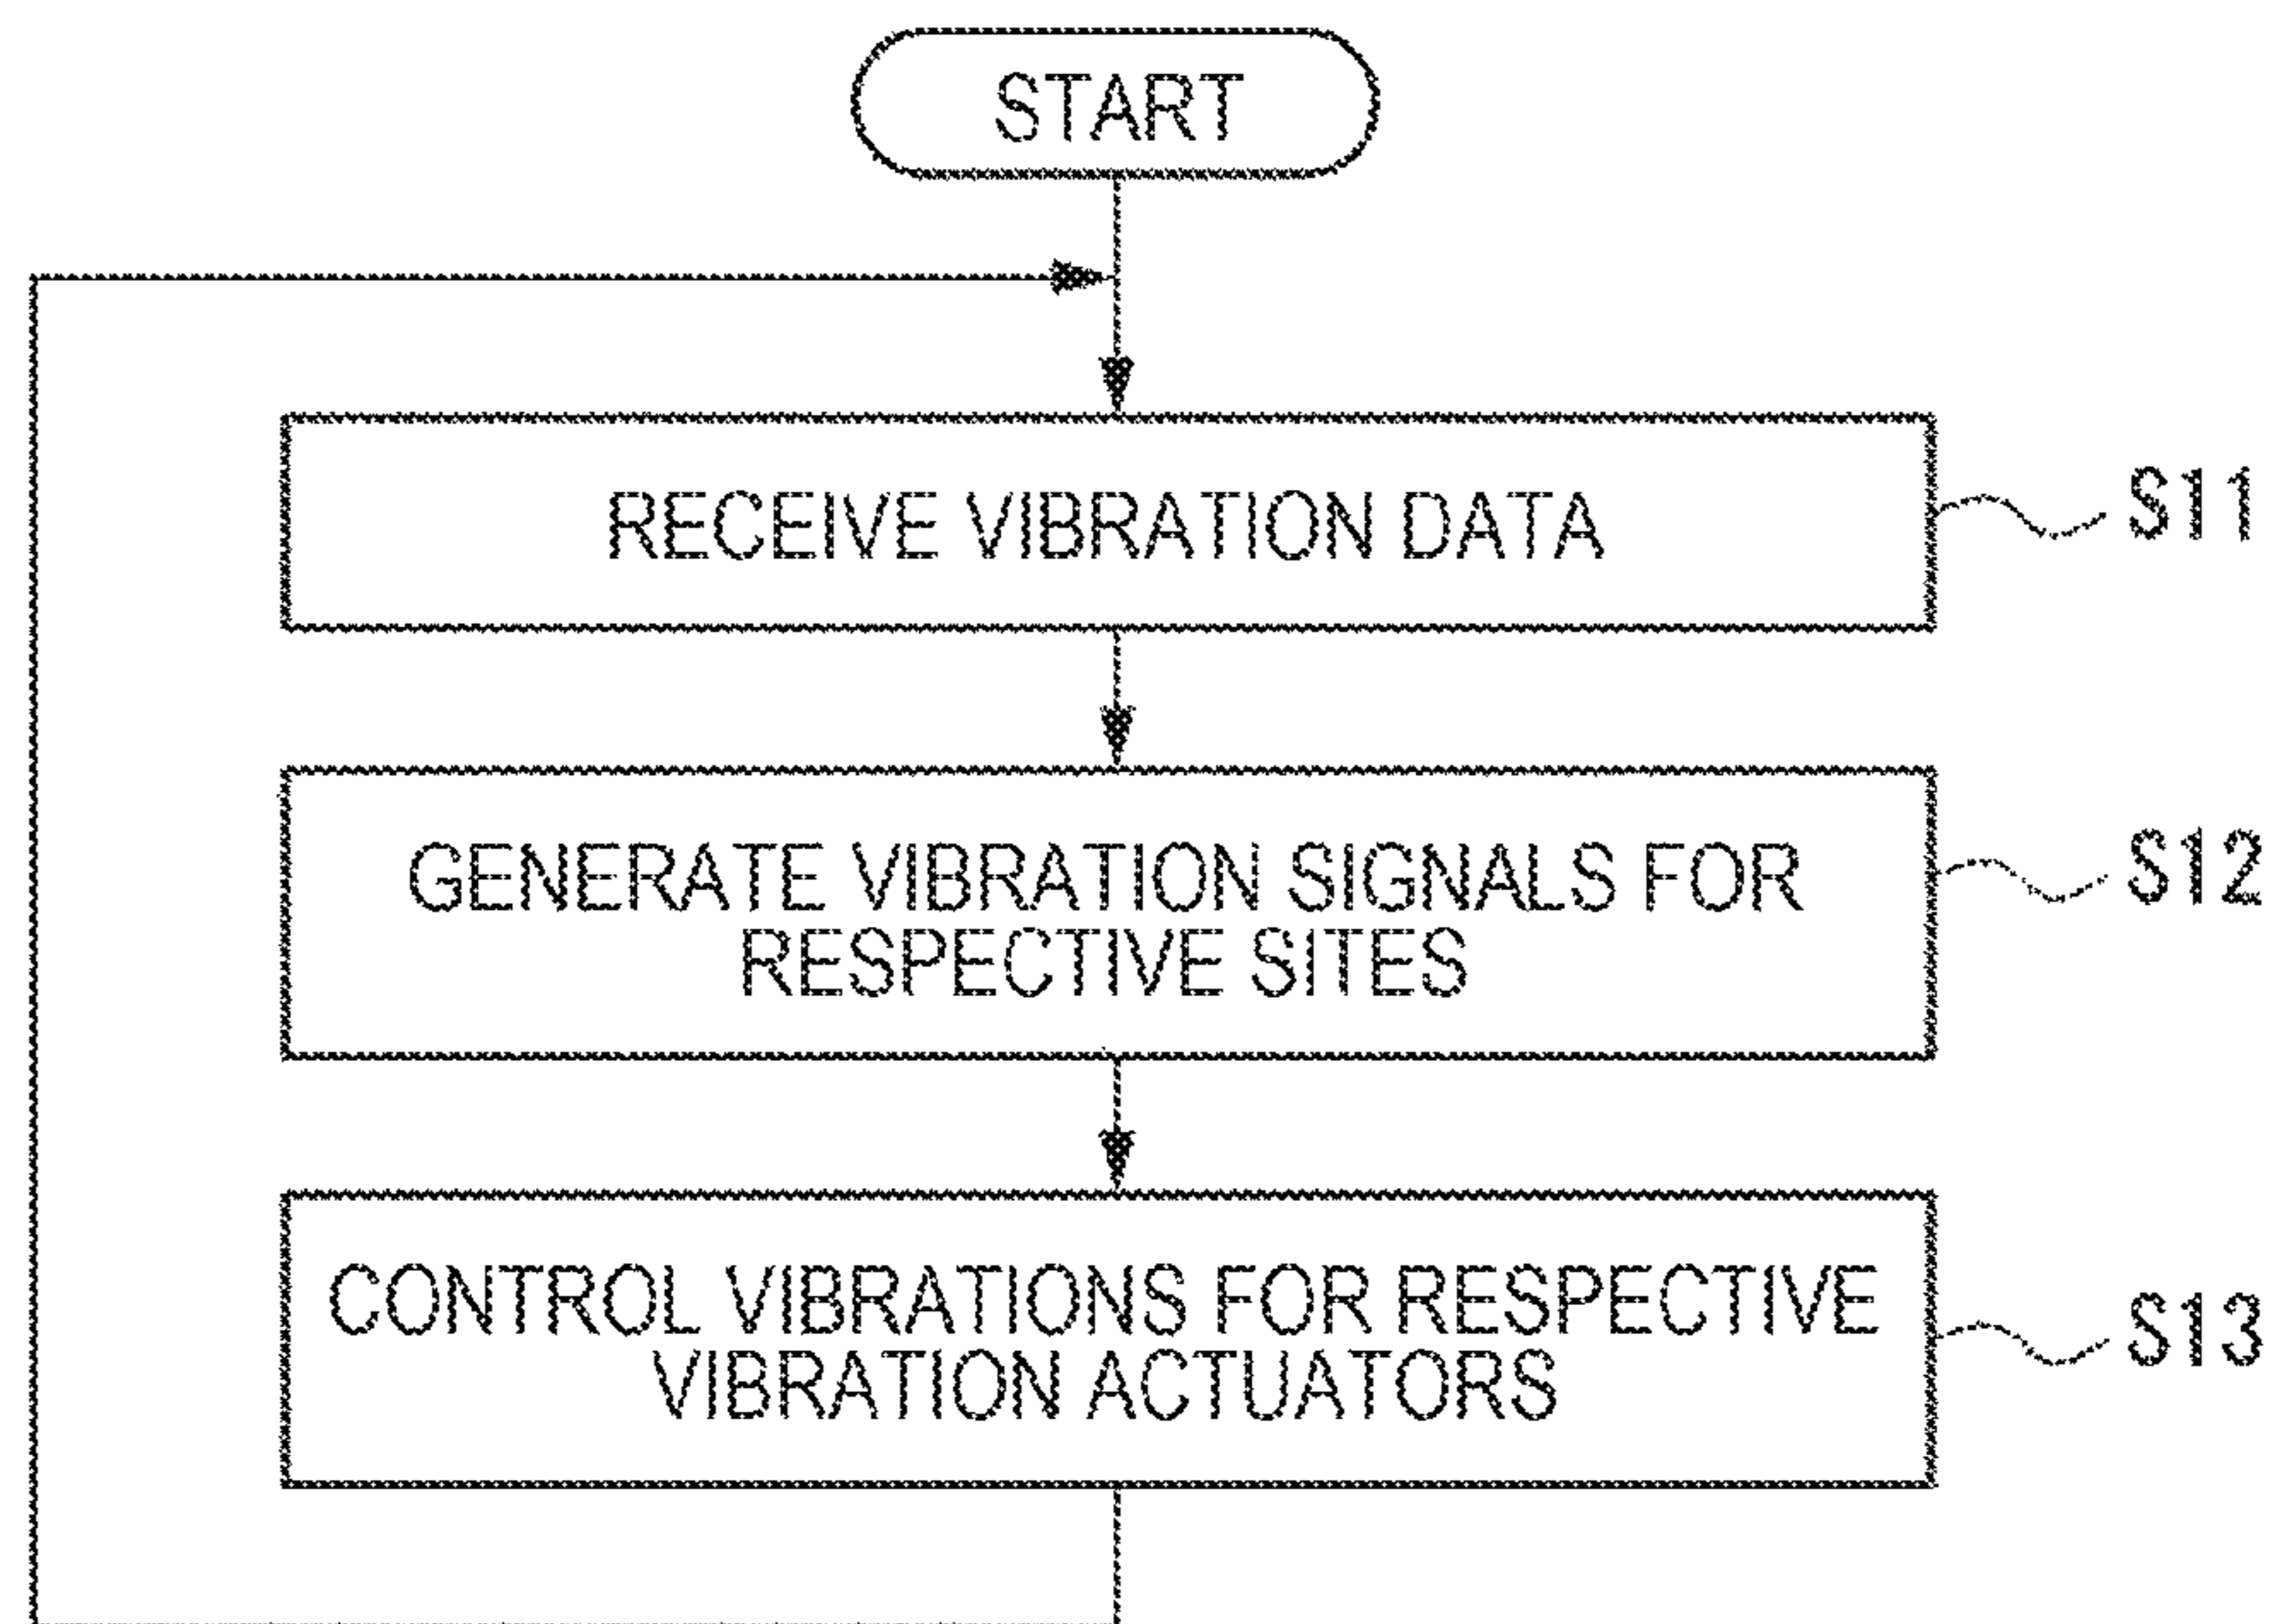 START
RECEIVE VIBRATION DATA
S11
GENERATE VIBRATION SIGNALS FOR
RESPECTIVE SITES
S12
CONTROL VIBRATIONS FOR RESPECTIVE
VIBRATION ACTUATORS
S13